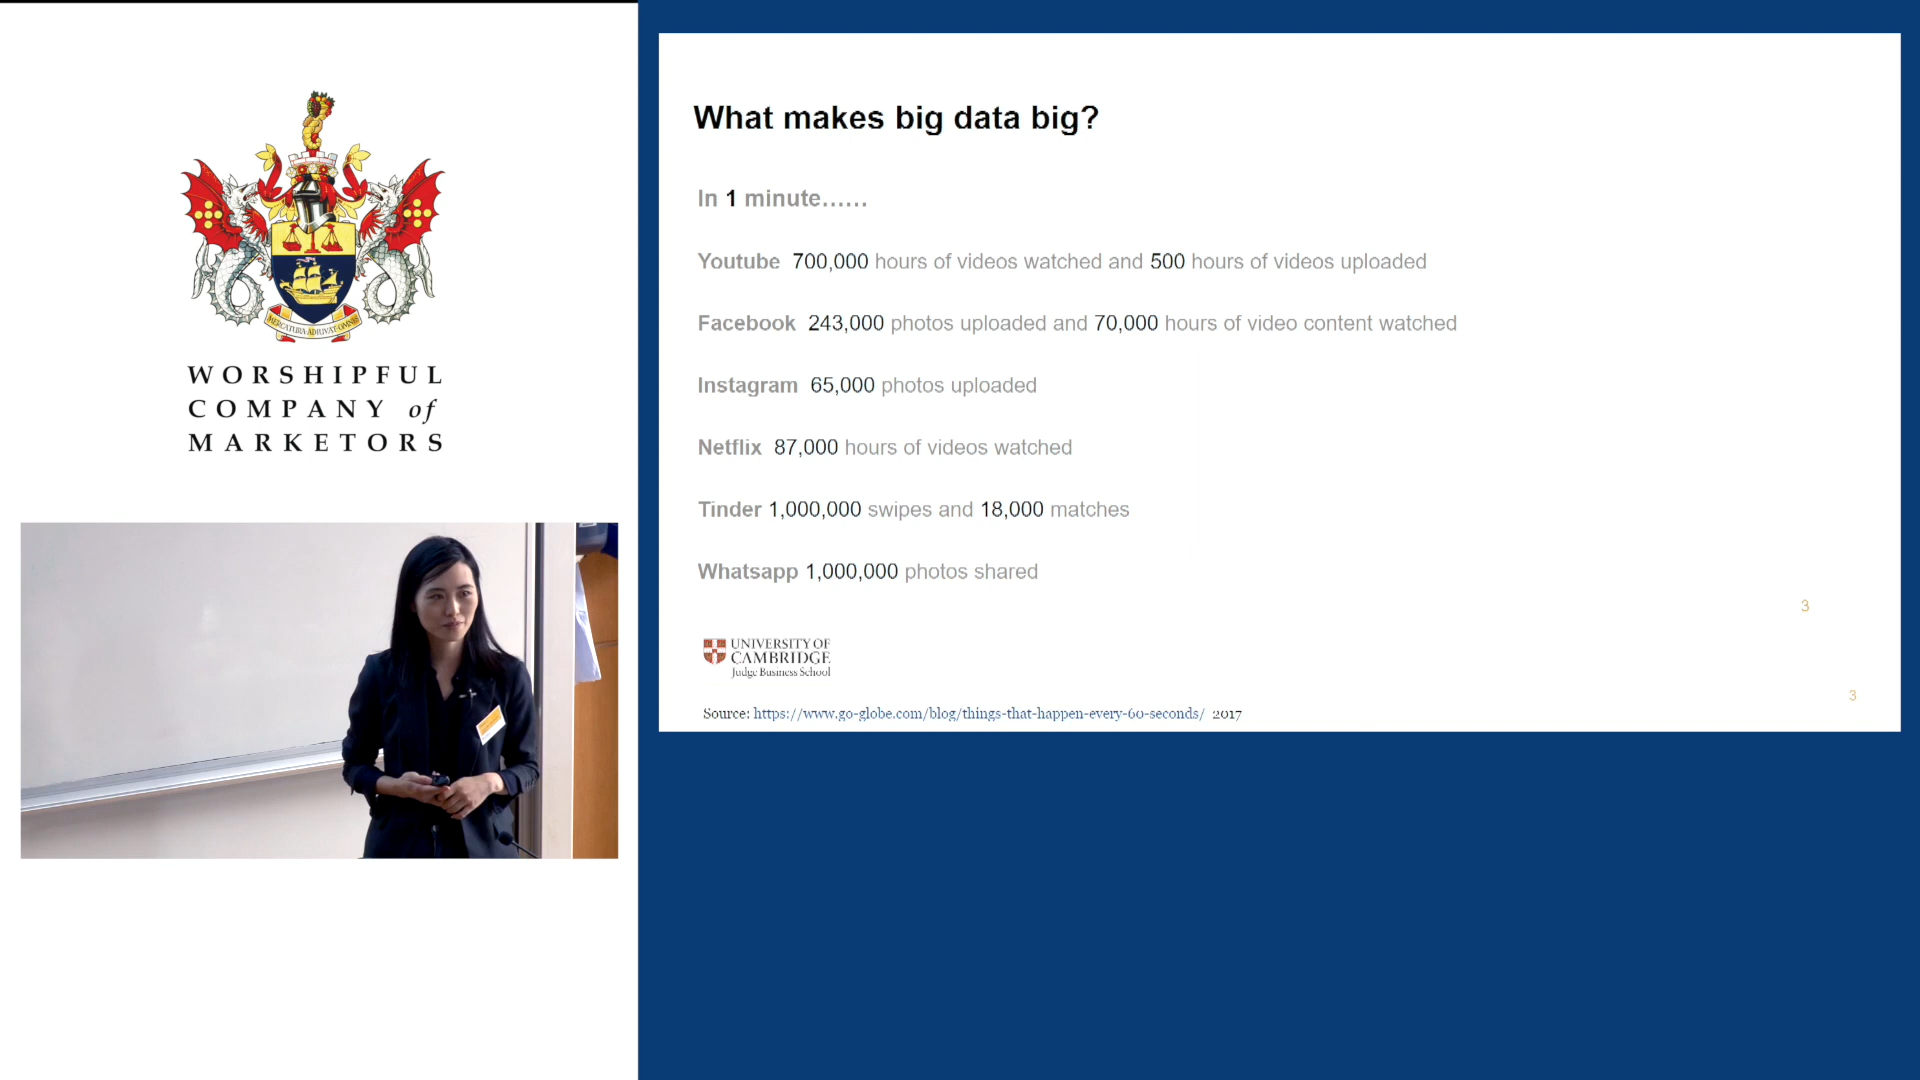 MERCATURA·ADIUVAT·OMNES
WORSHIPFUL
COMPANY of
MARKETORS
What makes big data big?
In 1 minute......
Youtube 700,000 hours of videos watched and 500 hours of videos uploaded
Facebook 243,000 photos uploaded and 70,000 hours of video content watched
Instagram 65,000 photos uploaded
Netflix 87,000 hours of videos watched
Tinder 1,000,000 swipes and 18,000 matches
Whatsapp 1,000,000 photos shared
3
UNIVERSITY OF
CAMBRIDGE
Judge Business School
3
Source: https://www.go-globe.com/blog/things-that-happen-every-60-seconds/ 2017